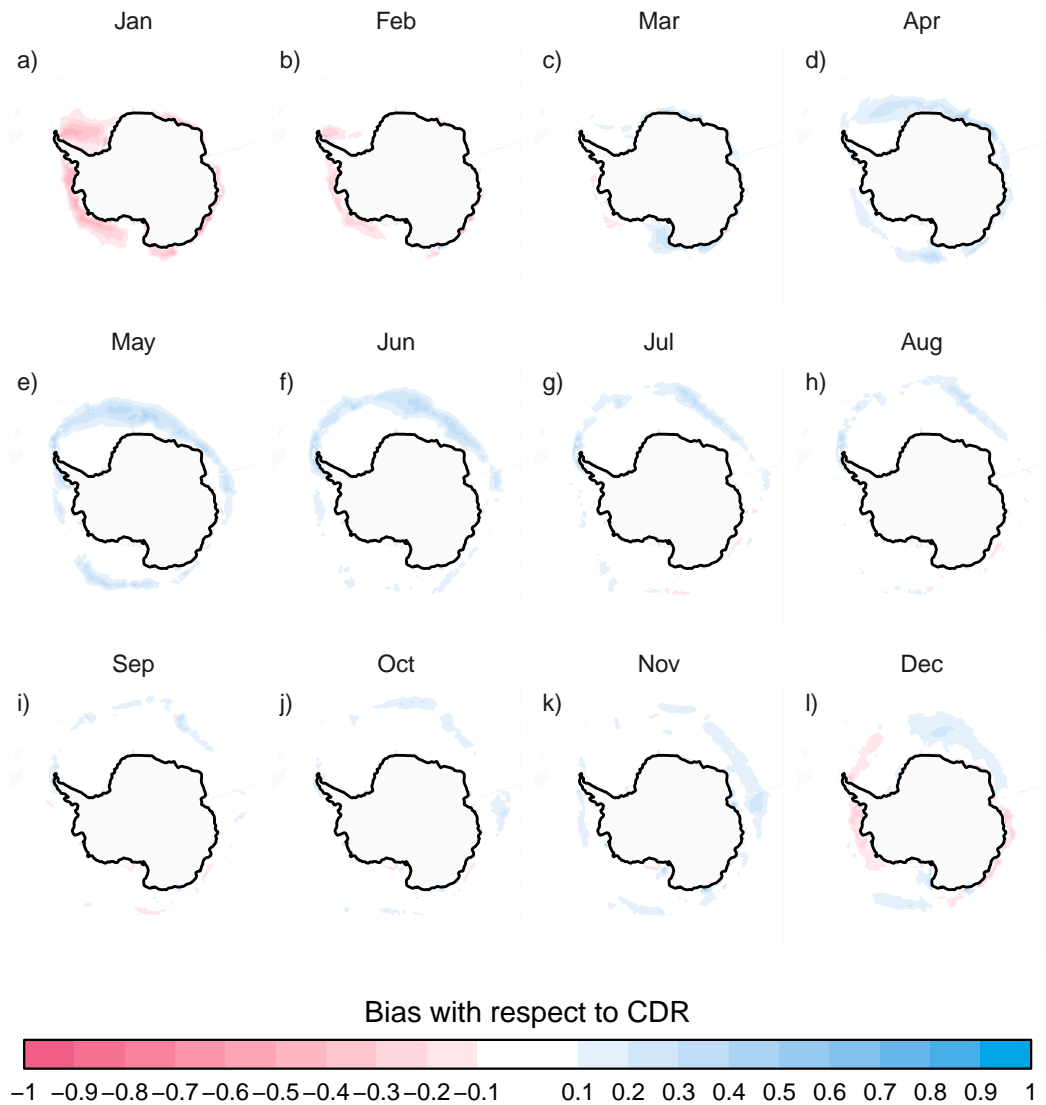 Jan Feb Mar Apr
a) b) c) d)
May Jun Jul Aug
e) f) g) h)
Sep Oct Nov Dec
i) j) k) l)
Bias with respect to CDR
−1 −0.9 −0.8 −0.7 −0.6 −0.5 −0.4 −0.3 −0.2 −0.1 0.1 0.2 0.3 0.4 0.5 0.6 0.7 0.8 0.9 1